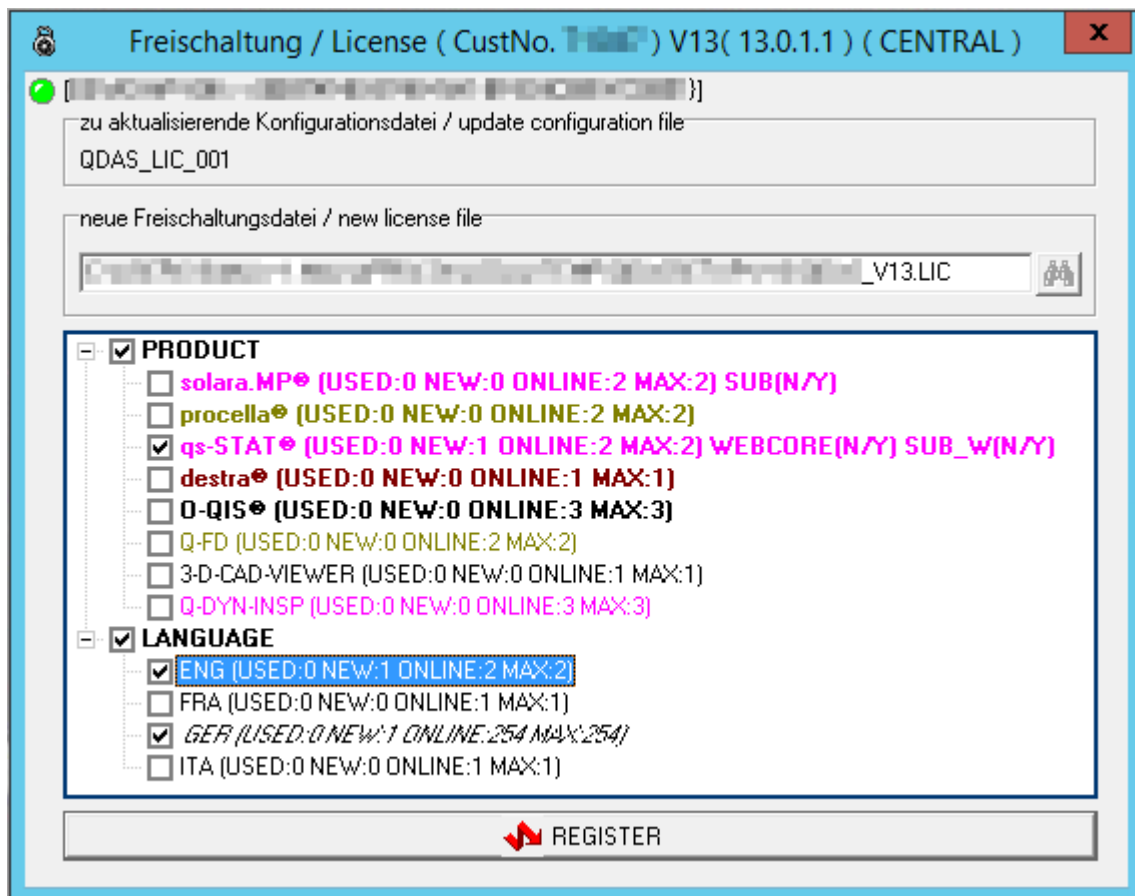 Freischaltung / License ( CustNo. ) V13( 13.0.1.1 ) ( CENTRAL )
x
[ }]
zu aktualisierende Konfigurationsdatei / update configuration file
QDAS_LIC_001
neue Freischaltungsdatei / new license file
_V13.LIC
PRODUCT
solara.MP® (USED:0 NEW:0 ONLINE:2 MAX:2) SUB(N/Y)
procella® (USED:0 NEW:0 ONLINE:2 MAX:2)
qs-STAT® (USED:0 NEW:1 ONLINE:2 MAX:2) WEBCORE(N/Y) SUB_W(N/Y)
destra® (USED:0 NEW:0 ONLINE:1 MAX:1)
O-QIS® (USED:0 NEW:0 ONLINE:3 MAX:3)
Q-FD (USED:0 NEW:0 ONLINE:2 MAX:2)
3-D-CAD-VIEWER (USED:0 NEW:0 ONLINE:1 MAX:1)
Q-DYN-INSP (USED:0 NEW:0 ONLINE:3 MAX:3)
LANGUAGE
ENG (USED:0 NEW:1 ONLINE:2 MAX:2)
FRA (USED:0 NEW:0 ONLINE:1 MAX:1)
GER (USED:0 NEW:1 ONLINE:254 MAX:254)
ITA (USED:0 NEW:0 ONLINE:1 MAX:1)
REGISTER